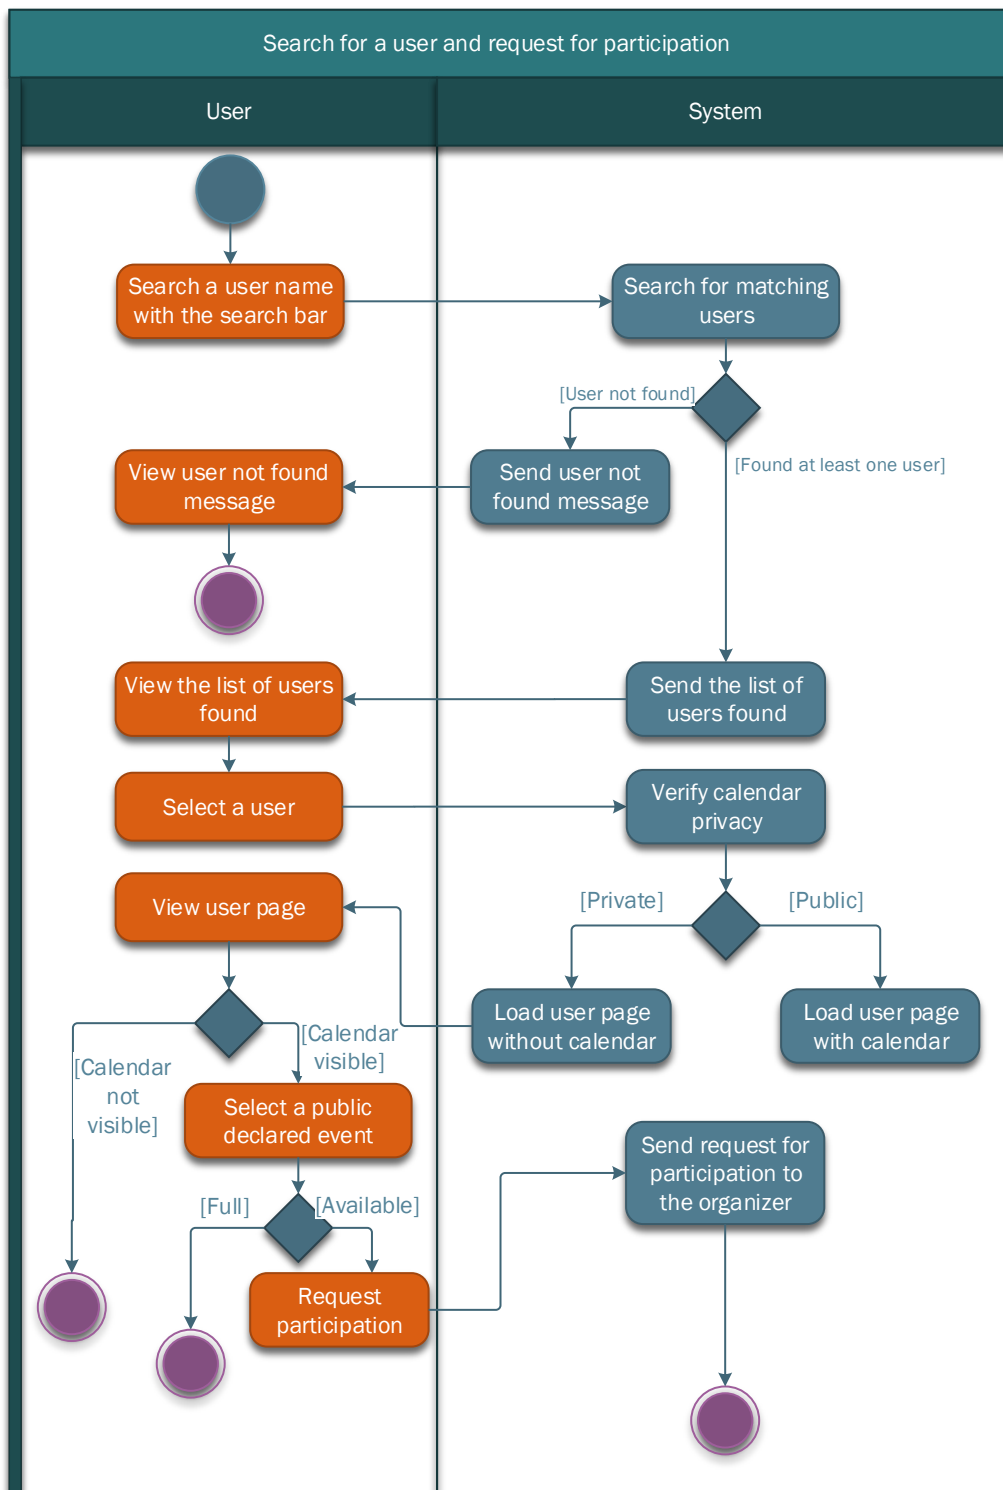 Search for a user and request for participation
User
System
Search a user name
with the search bar
Search for matching
users
[User not found]
[Found at least one user]
View user not found
message
Send user not
found message
View the list of users
found
Send the list of
users found
Select a user
Verify calendar
privacy
View user page
[Private]
[Public]
Load user page
without calendar
Load user page
with calendar
[Calendar
not
visible]
[Calendar
visible]
Select a public
declared event
Send request for
participation to
the organizer
[Full]
[Available]
Request
participation